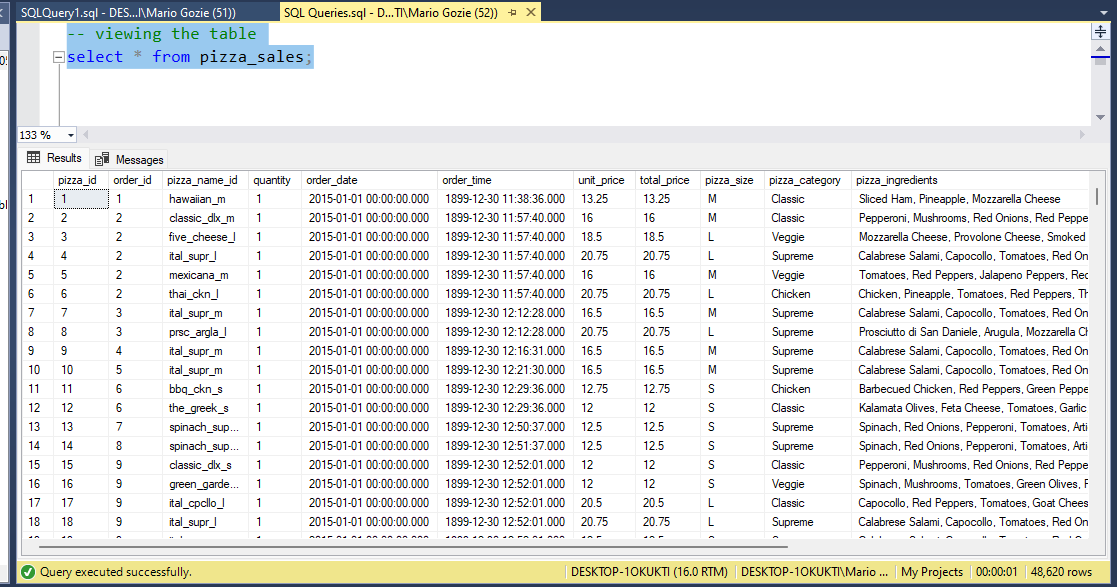 SQLQuery1.sql - DES...I\Mario Gozie (51)) SQL Queries.sql - D...TI\Mario Gozie (52))
-- viewing the table
select * from pizza_sales;
133 %
Results Messages
pizza_id order_id pizza_name_id quantity order_date order_time unit_price total_price pizza_size pizza_category pizza_ingredients
1 1 1 hawaiian_m 1 2015-01-01 00:00:00.000 1899-12-30 11:38:36.000 13.25 13.25 M Classic Sliced Ham, Pineapple, Mozzarella Cheese
2 2 2 classic_dlx_m 1 2015-01-01 00:00:00.000 1899-12-30 11:57:40.000 16 16 M Classic Pepperoni, Mushrooms, Red Onions, Red Peppe
3 3 2 five_cheese_l 1 2015-01-01 00:00:00.000 1899-12-30 11:57:40.000 18.5 18.5 L Veggie Mozzarella Cheese, Provolone Cheese, Smoked
4 4 2 ital_supr_l 1 2015-01-01 00:00:00.000 1899-12-30 11:57:40.000 20.75 20.75 L Supreme Calabrese Salami, Capocollo, Tomatoes, Red On
5 5 2 mexicana_m 1 2015-01-01 00:00:00.000 1899-12-30 11:57:40.000 16 16 M Veggie Tomatoes, Red Peppers, Jalapeno Peppers, Rec
6 6 2 thai_ckn_l 1 2015-01-01 00:00:00.000 1899-12-30 11:57:40.000 20.75 20.75 L Chicken Chicken, Pineapple, Tomatoes, Red Peppers, Th
7 7 3 ital_supr_m 1 2015-01-01 00:00:00.000 1899-12-30 12:12:28.000 16.5 16.5 M Supreme Calabrese Salami, Capocollo, Tomatoes, Red On
8 8 3 prsc_argla_l 1 2015-01-01 00:00:00.000 1899-12-30 12:12:28.000 20.75 20.75 L Supreme Prosciutto di San Daniele, Arugula, Mozzarella Ch
9 9 4 ital_supr_m 1 2015-01-01 00:00:00.000 1899-12-30 12:16:31.000 16.5 16.5 M Supreme Calabrese Salami, Capocollo, Tomatoes, Red On
10 10 5 ital_supr_m 1 2015-01-01 00:00:00.000 1899-12-30 12:21:30.000 16.5 16.5 M Supreme Calabrese Salami, Capocollo, Tomatoes, Red On
11 11 6 bbq_ckn_s 1 2015-01-01 00:00:00.000 1899-12-30 12:29:36.000 12.75 12.75 S Chicken Barbecued Chicken, Red Peppers, Green Peppe
12 12 6 the_greek_s 1 2015-01-01 00:00:00.000 1899-12-30 12:29:36.000 12 12 S Classic Kalamata Olives, Feta Cheese, Tomatoes, Garlic
13 13 7 spinach_sup... 1 2015-01-01 00:00:00.000 1899-12-30 12:50:37.000 12.5 12.5 S Supreme Spinach, Red Onions, Pepperoni, Tomatoes, Arti
14 14 8 spinach_sup... 1 2015-01-01 00:00:00.000 1899-12-30 12:51:37.000 12.5 12.5 S Supreme Spinach, Red Onions, Pepperoni, Tomatoes, Arti
15 15 9 classic_dlx_s 1 2015-01-01 00:00:00.000 1899-12-30 12:52:01.000 12 12 S Classic Pepperoni, Mushrooms, Red Onions, Red Peppe
16 16 9 green_garde... 1 2015-01-01 00:00:00.000 1899-12-30 12:52:01.000 12 12 S Veggie Spinach, Mushrooms, Tomatoes, Green Olives, F
17 17 9 ital_cpcllo_l 1 2015-01-01 00:00:00.000 1899-12-30 12:52:01.000 20.5 20.5 L Classic Capocollo, Red Peppers, Tomatoes, Goat Chees
18 18 9 ital_supr_l 1 2015-01-01 00:00:00.000 1899-12-30 12:52:01.000 20.75 20.75 L Supreme Calabrese Salami, Capocollo, Tomatoes, Red On
Query executed successfully. DESKTOP-1OKUKTI (16.0 RTM) DESKTOP-1OKUKTI\Mario ... My Projects 00:00:01 48,620 rows